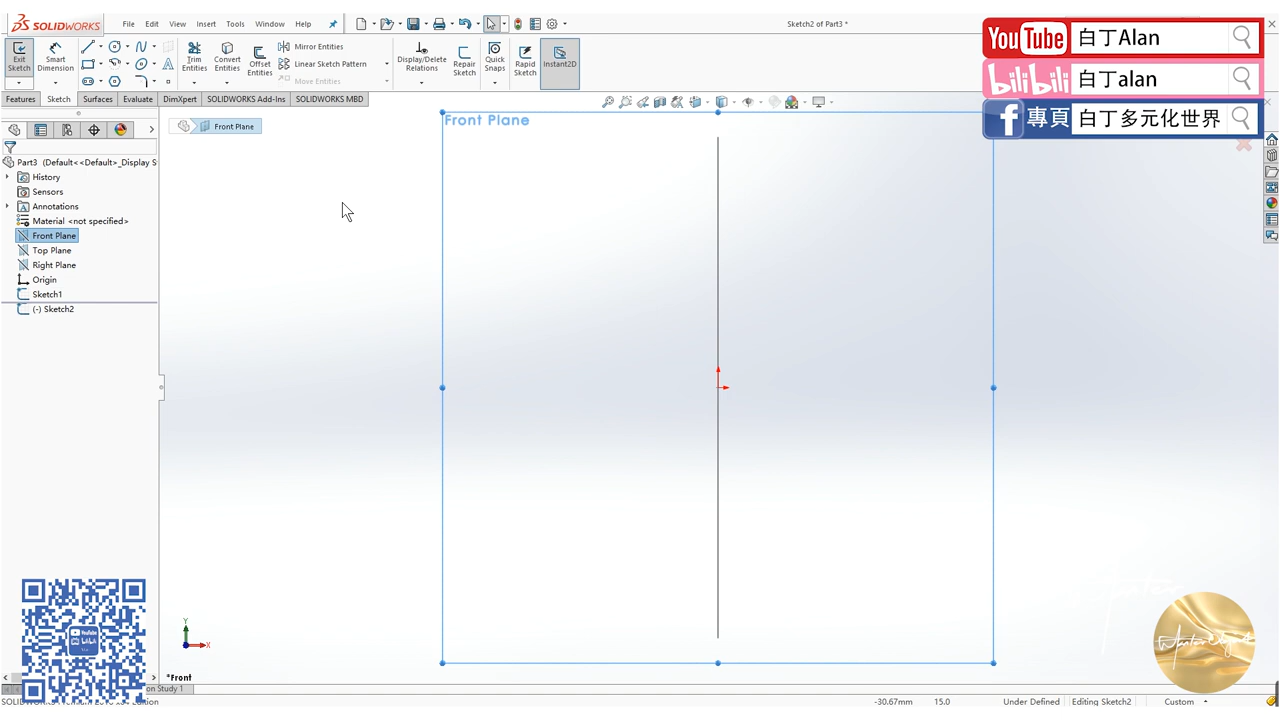 SOLIDWORKS
File Edit View Insert Tools Window Help
Sketch2 of Part3 *
Exit Sketch
Smart Dimension
Trim Entities
Convert Entities
Offset Entities
Mirror Entities
Linear Sketch Pattern
Move Entities
Display/Delete Relations
Repair Sketch
Quick Snaps
Rapid Sketch
Instant2D
YouTube 白丁Alan
bilibili 白丁alan
f 專頁 白丁多元化世界
Features Sketch Surfaces Evaluate DimXpert SOLIDWORKS Add-Ins SOLIDWORKS MBD
Front Plane
Front Plane
Part3 (Default<<Default>_Display S
History
Sensors
Annotations
Material <not specified>
Front Plane
Top Plane
Right Plane
Origin
Sketch1
(-) Sketch2
Y
X
*Front
on Study 1
-30.67mm 15.0 Under Defined Editing Sketch2 Custom